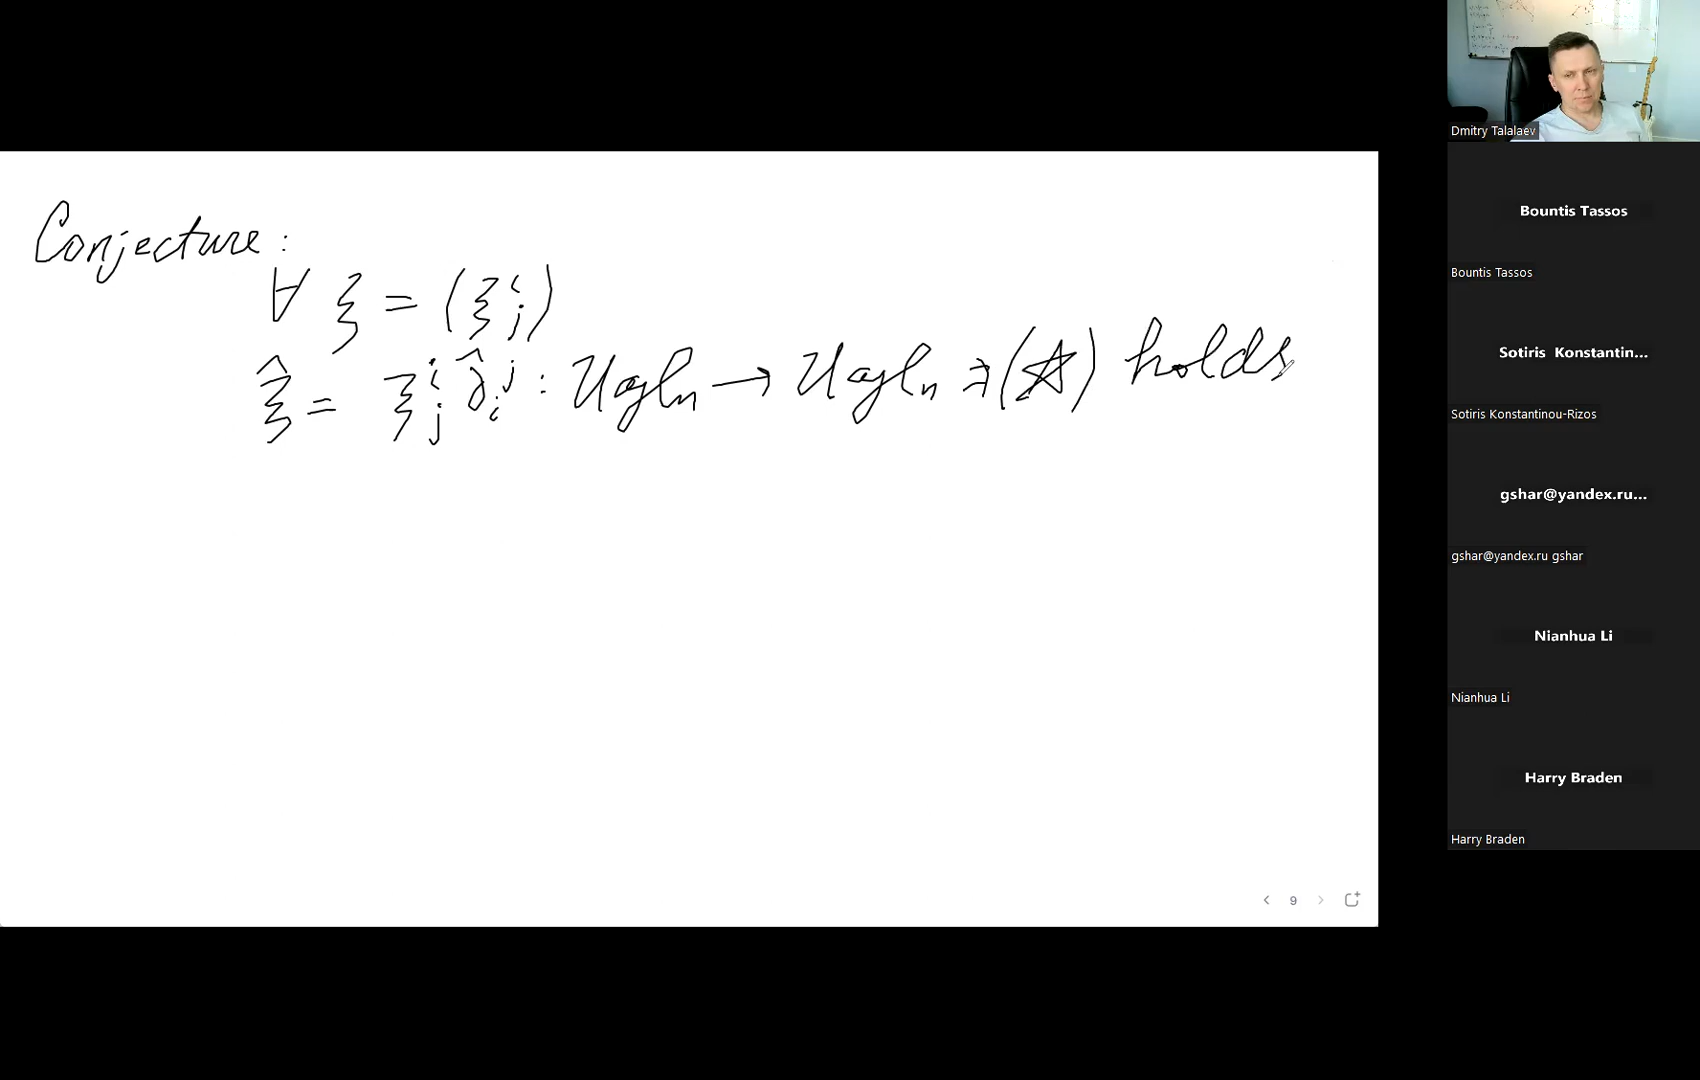 Conjecture:
∀ ξ = (ξ^i_j)
ξ̂ = ξ^i_j ∂̂^j_i : Ugl_n → Ugl_n ⇒ (☆) holds
9
Dmitry Talalaev
Bountis Tassos
Bountis Tassos
Sotiris Konstantin...
Sotiris Konstantinou-Rizos
gshar@yandex.ru...
gshar@yandex.ru gshar
Nianhua Li
Nianhua Li
Harry Braden
Harry Braden